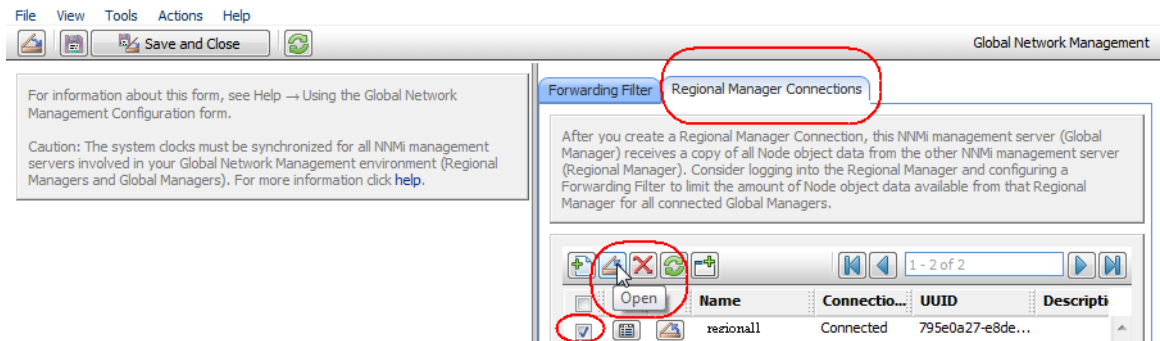 File View Tools Actions Help
Save and Close
Global Network Management
For information about this form, see Help → Using the Global Network
Management Configuration form.
Caution: The system clocks must be synchronized for all NNMi management
servers involved in your Global Network Management environment (Regional
Managers and Global Managers). For more information click help.
Forwarding Filter Regional Manager Connections
After you create a Regional Manager Connection, this NNMi management server (Global
Manager) receives a copy of all Node object data from the other NNMi management server
(Regional Manager). Consider logging into the Regional Manager and configuring a
Forwarding Filter to limit the amount of Node object data available from that Regional
Manager for all connected Global Managers.
1 - 2 of 2
Open
Name Connectio... UUID Descripti
regional1 Connected 795e0a27-e8de...